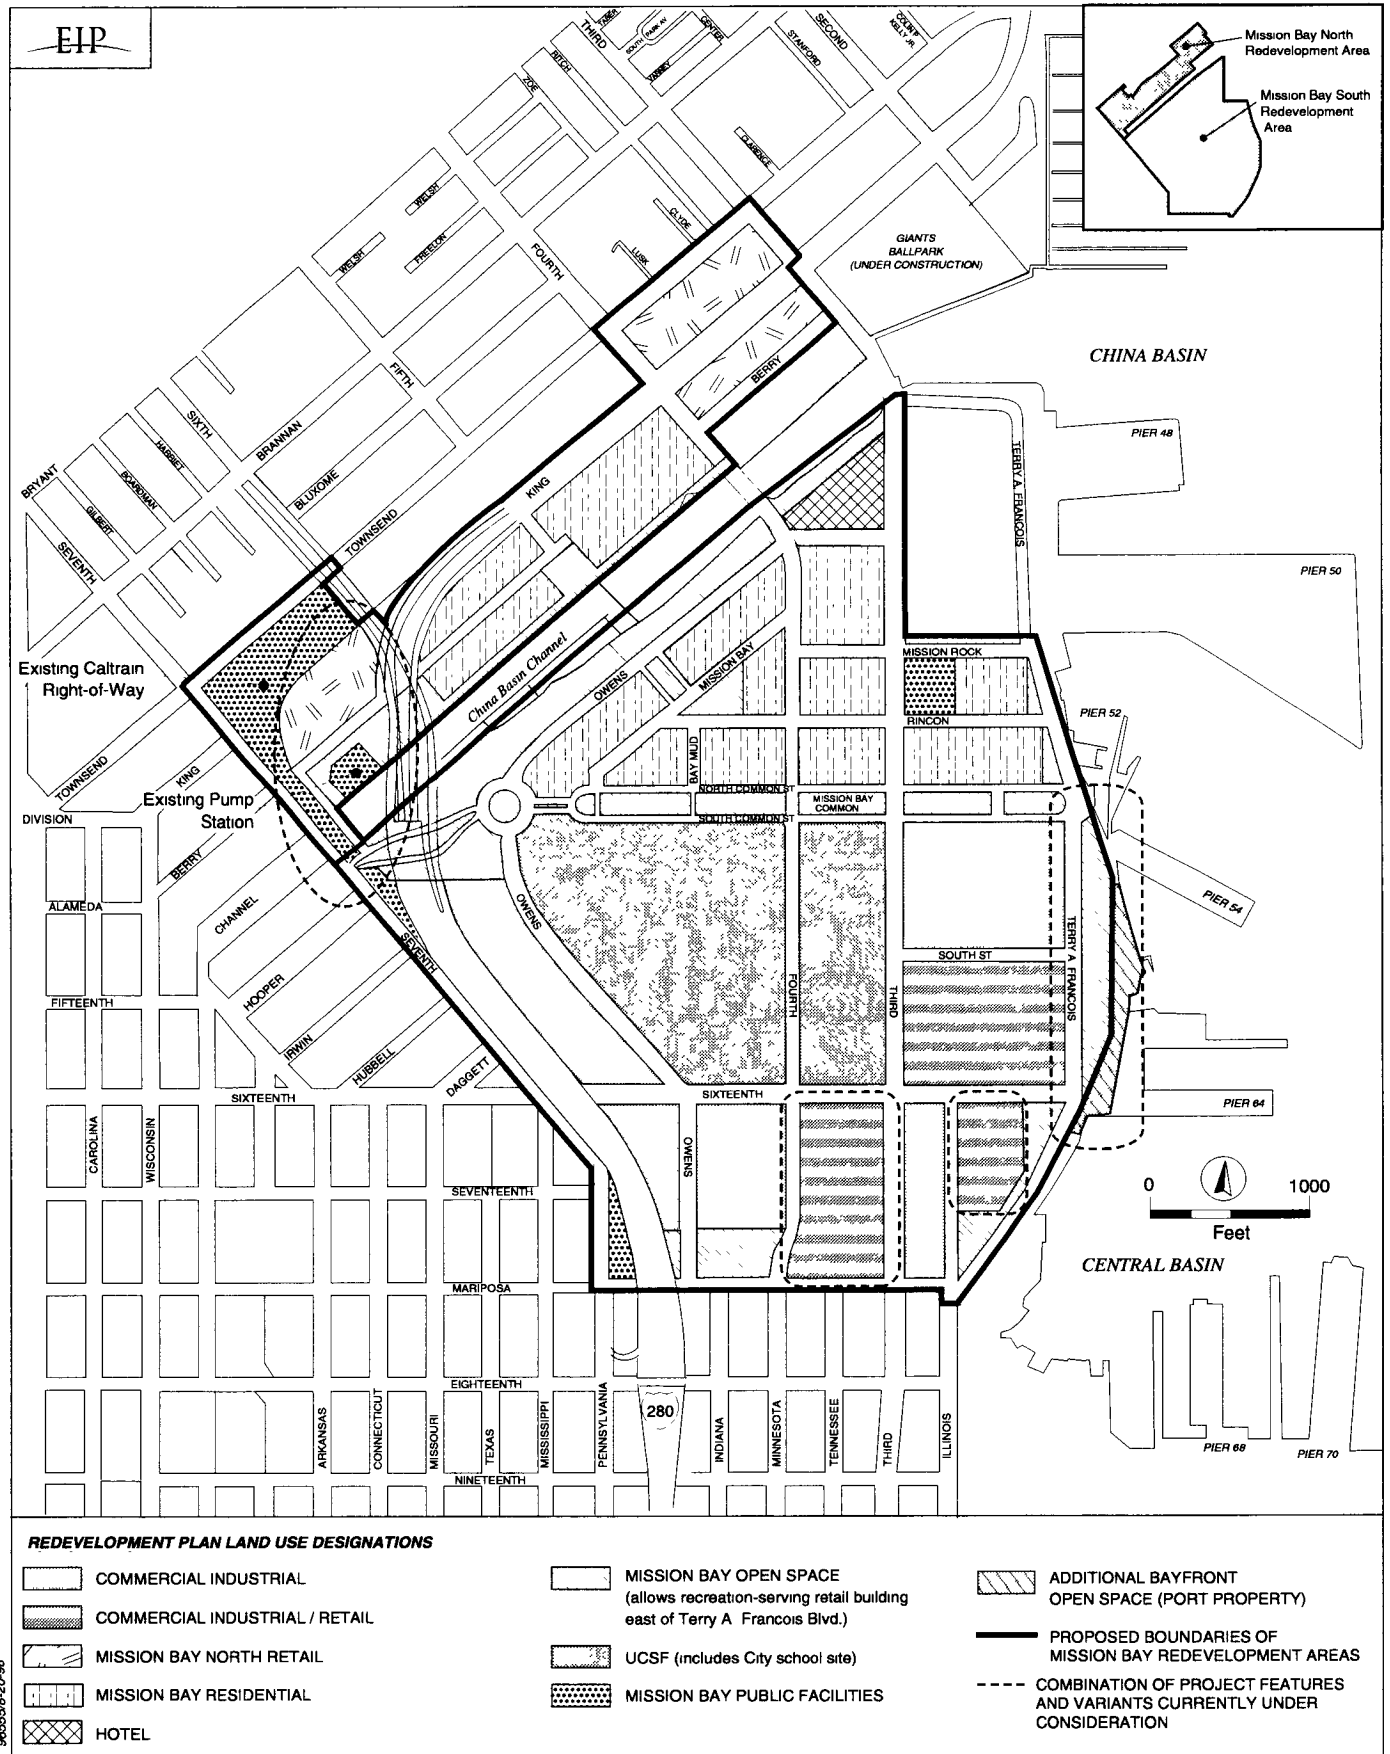 EIP
Mission Bay North
Redevelopment Area
Mission Bay South
Redevelopment
Area
TABER
THIRD
SOUTH PARK AV
CENTER
SECOND
COLIN P
KELLY JR.
RITCH
VARNEY
STANFORD
ZOE
CLARENCE
WELSH
CLYDE
WELSH
FREELON
FOURTH
LUSK
GIANTS
BALLPARK
(UNDER CONSTRUCTION)
CHINA BASIN
FIFTH
BERRY
SIXTH
BRANNAN
HARRIET
BRYANT
BOARDMAN
BLUXOME
KING
GILBERT
TOWNSEND
SEVENTH
PIER 48
TERRY A. FRANCOIS
PIER 50
Existing Caltrain
Right-of-Way
China Basin Channel
OWENS
MISSION BAY
MISSION ROCK
RINCON
PIER 52
TOWNSEND
KING
BAY MUD
Existing Pump
Station
NORTH COMMON ST
MISSION BAY
COMMON
SOUTH COMMON ST
DIVISION
BERRY
ALAMEDA
CHANNEL
OWENS
SEVENTH
PIER 54
TERRY A FRANCOIS
SOUTH ST
FOURTH
THIRD
FIFTEENTH
HOOPER
IRWIN
HUBBELL
DAGGETT
SIXTEENTH
SIXTEENTH
PIER 64
CAROLINA
WISCONSIN
OWENS
SEVENTEENTH
0
1000
Feet
CENTRAL BASIN
MARIPOSA
EIGHTEENTH
280
ARKANSAS
CONNECTICUT
MISSOURI
TEXAS
MISSISSIPPI
PENNSYLVANIA
INDIANA
MINNESOTA
TENNESSEE
THIRD
ILLINOIS
PIER 68
PIER 70
NINETEENTH
REDEVELOPMENT PLAN LAND USE DESIGNATIONS
COMMERCIAL INDUSTRIAL
COMMERCIAL INDUSTRIAL / RETAIL
MISSION BAY NORTH RETAIL
MISSION BAY RESIDENTIAL
HOTEL
MISSION BAY OPEN SPACE
(allows recreation-serving retail building
east of Terry A Francois Blvd.)
UCSF (includes City school site)
MISSION BAY PUBLIC FACILITIES
ADDITIONAL BAYFRONT
OPEN SPACE (PORT PROPERTY)
PROPOSED BOUNDARIES OF
MISSION BAY REDEVELOPMENT AREAS
COMBINATION OF PROJECT FEATURES
AND VARIANTS CURRENTLY UNDER
CONSIDERATION